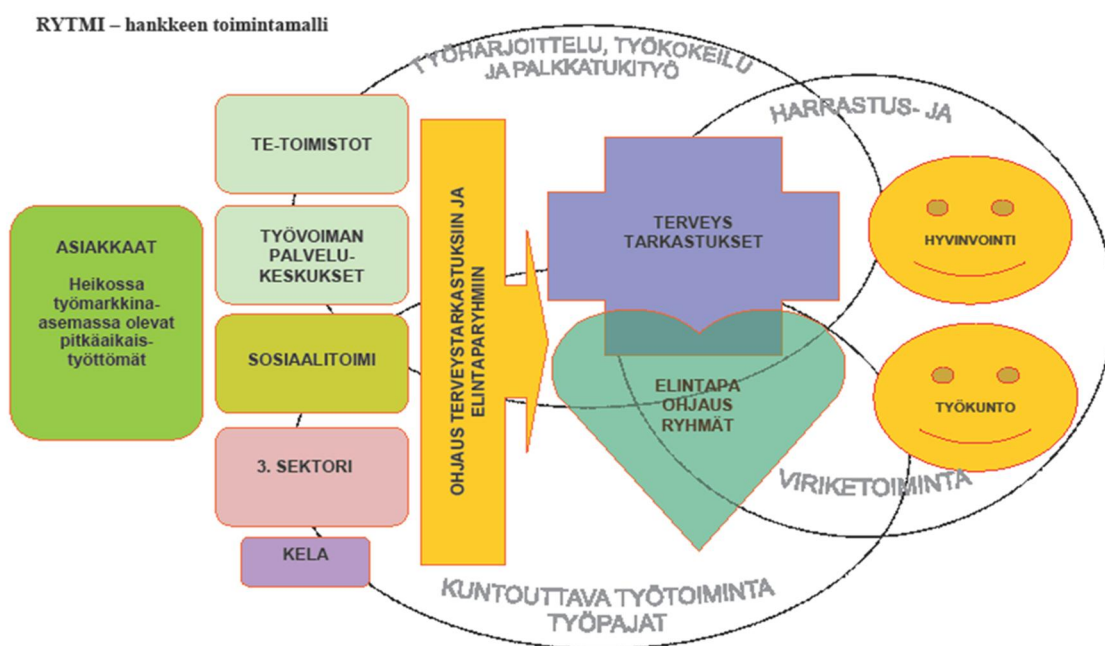 RYTMI – hankkeen toimintamalli
TYÖHARJOITTELU, TYÖKOKEILU
JA PALKKATUKITYÖ
HARRASTUS- JA
ASIAKKAAT
Heikossa
työmarkkina-
asemassa olevat
pitkäaikais-
työttömät
TE-TOIMISTOT
TYÖVOIMAN
PALVELU-
KESKUKSET
SOSIAALITOIMI
3. SEKTORI
KELA
OHJAUS TERVEYSTARKASTUKSIIN JA
ELINTAPARYHMIIN
TERVEYS
TARKASTUKSET
ELINTAPA
OHJAUS
RYHMÄT
HYVINVOINTI
TYÖKUNTO
VIRIKETOIMINTA
KUNTOUTTAVA TYÖTOIMINTA
TYÖPAJAT